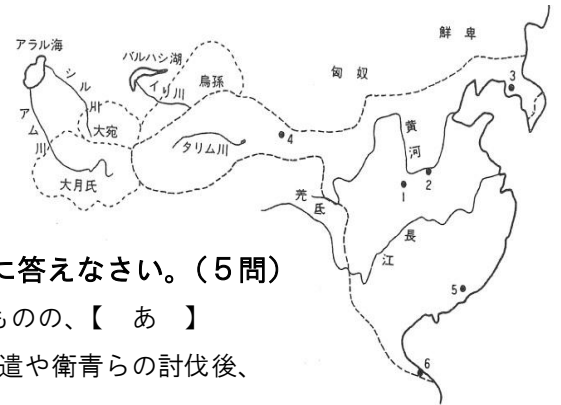 鮮卑
アラル海
バルハシ湖
匈奴
烏孫
シル川
イリ川
3
アム川
大宛
黄河
タリム川
4
大月氏
2
1
羌
氐
長江
5
6
に答えなさい。(5問)
ものの、【 あ 】
遣や衛青らの討伐後、